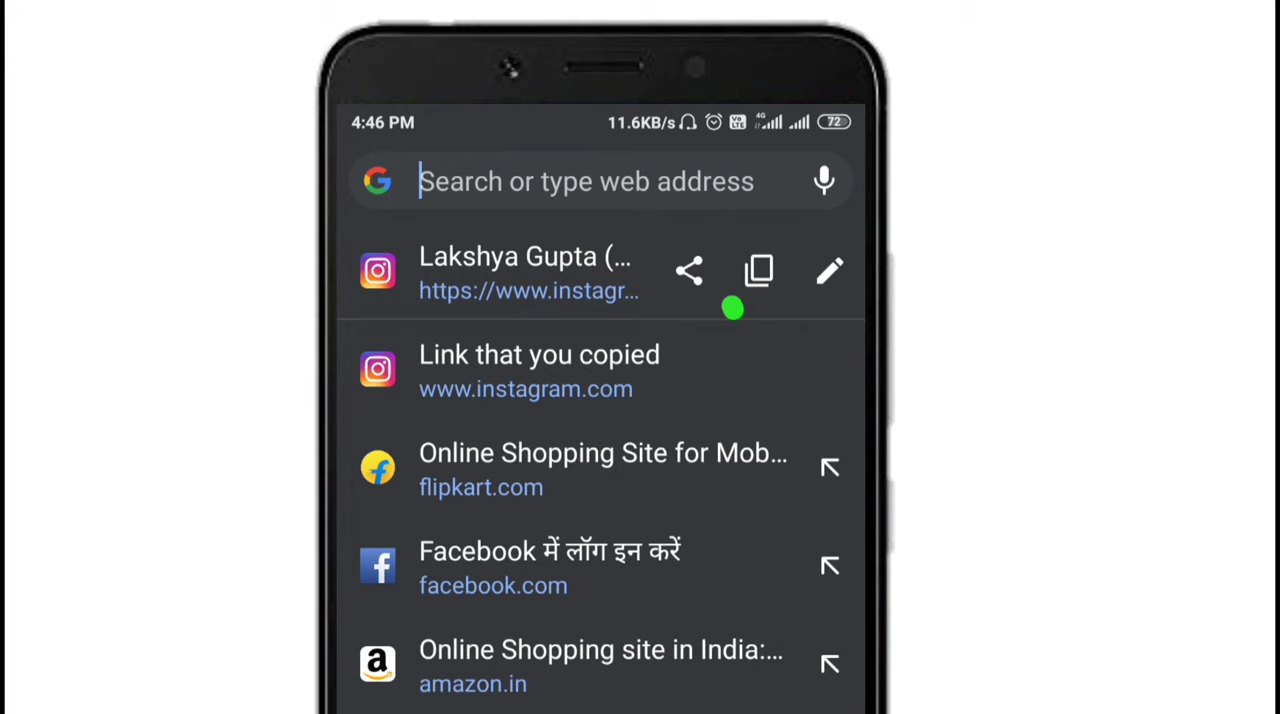 4:46 PM 11.6KB/s 4G 72
Search or type web address
Lakshya Gupta (...
https://www.instagr...
Link that you copied
www.instagram.com
Online Shopping Site for Mob...
flipkart.com
Facebook में लॉग इन करें
facebook.com
Online Shopping site in India:...
amazon.in